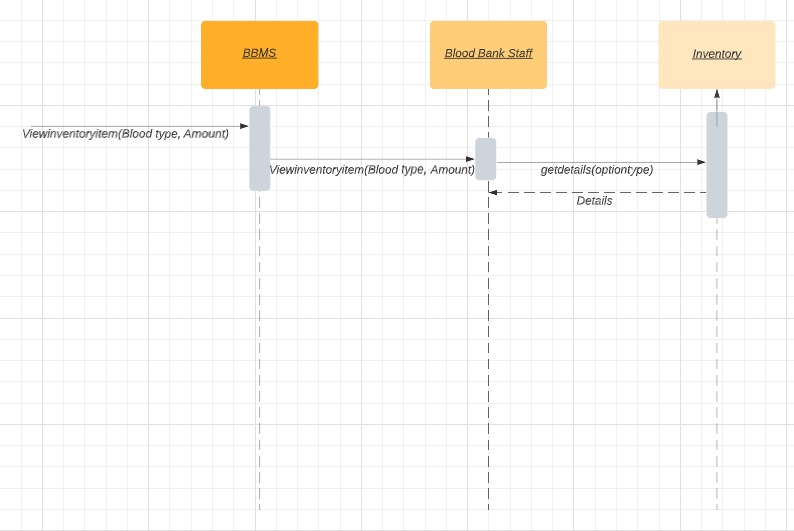 BBMS
Blood Bank Staff
Inventory
Viewinventoryitem(Blood type, Amount)
Viewinventoryitem(Blood type, Amount)
getdetails(optiontype)
Details